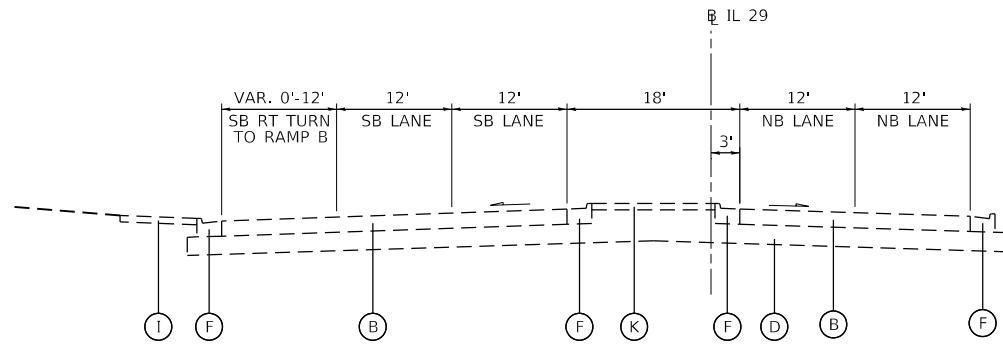 ℄ IL 29
VAR. 0'-12'
12'
12'
18'
12'
12'
SB RT TURN
TO RAMP B
SB LANE
SB LANE
NB LANE
NB LANE
3'
I
F
B
F
K
F
D
B
F